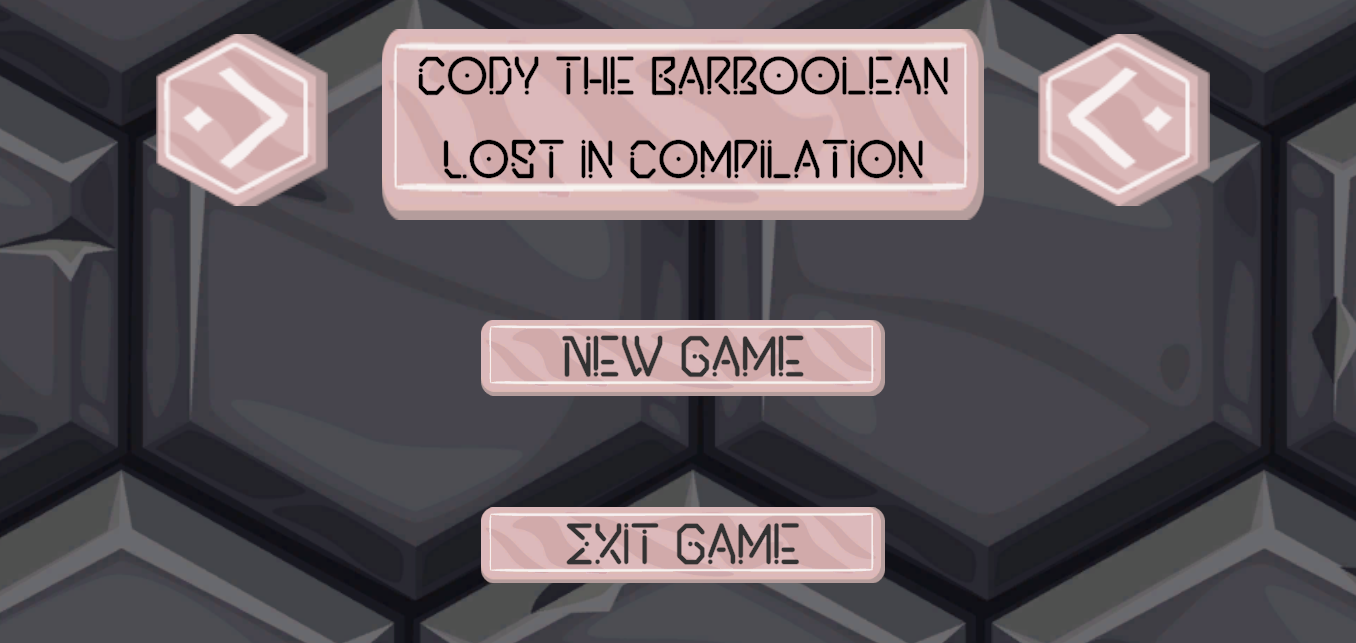 CODY THE BARBOOLEAN
LOST IN COMPILATION
NEW GAME
EXIT GAME